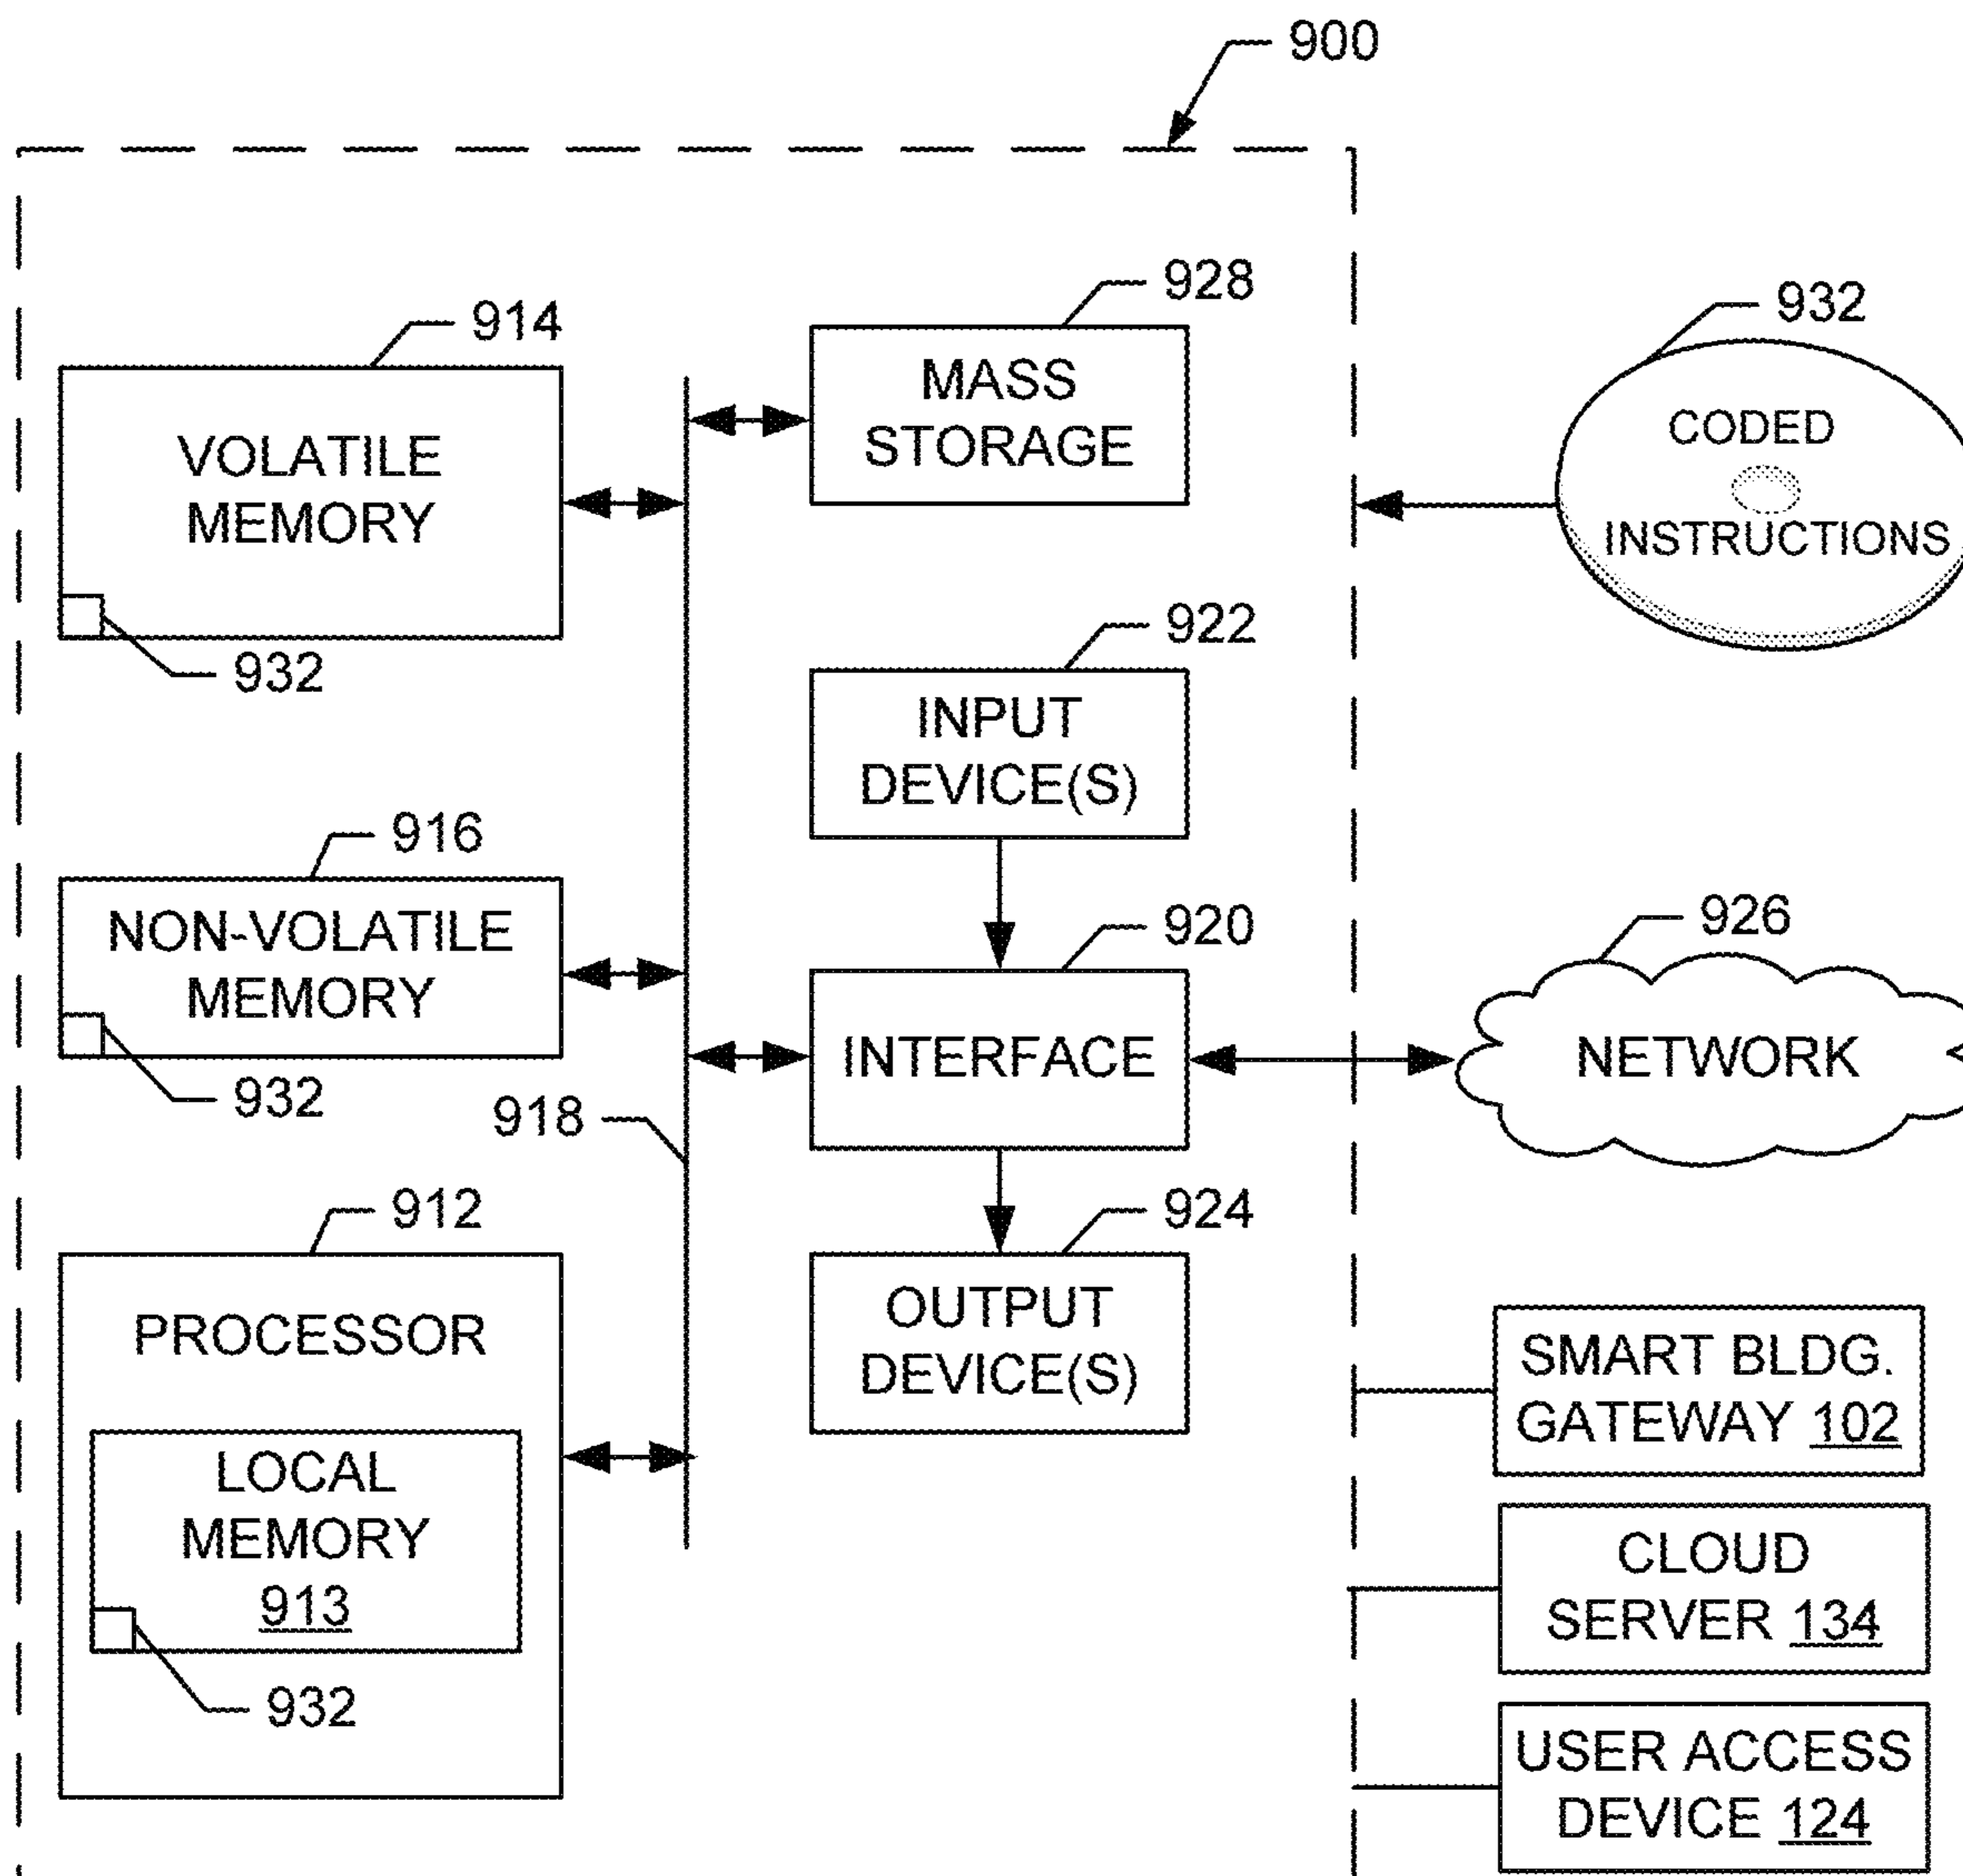 900
914
VOLATILE
MEMORY
932
928
MASS
STORAGE
932
CODED
INSTRUCTIONS
922
INPUT
DEVICE(S)
916
NON-VOLATILE
MEMORY
932
918
920
INTERFACE
926
NETWORK
912
PROCESSOR
LOCAL
MEMORY
913
932
924
OUTPUT
DEVICE(S)
SMART BLDG.
GATEWAY 102
CLOUD
SERVER 134
USER ACCESS
DEVICE 124